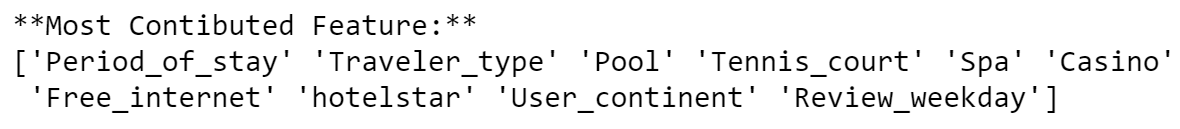 **Most Contibuted Feature:**
['Period_of_stay' 'Traveler_type' 'Pool' 'Tennis_court' 'Spa' 'Casino'
'Free_internet' 'hotelstar' 'User_continent' 'Review_weekday']